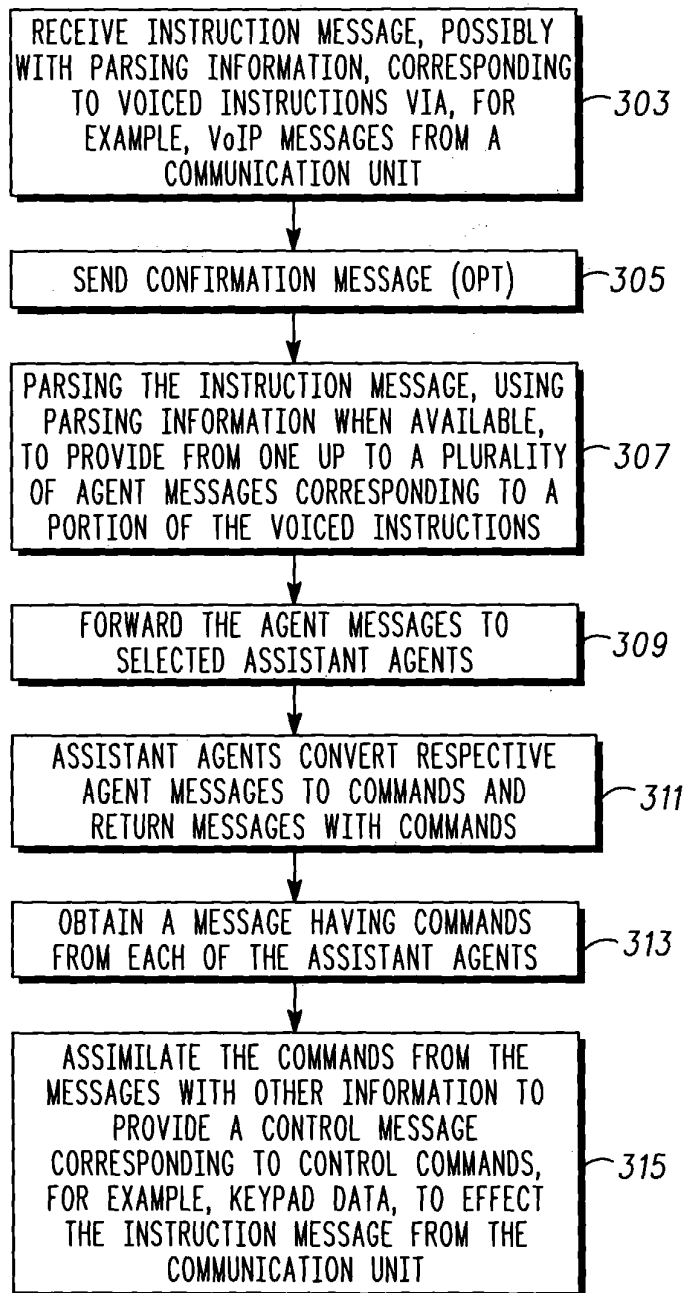 RECEIVE INSTRUCTION MESSAGE, POSSIBLY
WITH PARSING INFORMATION, CORRESPONDING
TO VOICED INSTRUCTIONS VIA, FOR
EXAMPLE, VoIP MESSAGES FROM A
COMMUNICATION UNIT
303
SEND CONFIRMATION MESSAGE (OPT)
305
PARSING THE INSTRUCTION MESSAGE, USING
PARSING INFORMATION WHEN AVAILABLE,
TO PROVIDE FROM ONE UP TO A PLURALITY
OF AGENT MESSAGES CORRESPONDING TO A
PORTION OF THE VOICED INSTRUCTIONS
307
FORWARD THE AGENT MESSAGES TO
SELECTED ASSISTANT AGENTS
309
ASSISTANT AGENTS CONVERT RESPECTIVE
AGENT MESSAGES TO COMMANDS AND
RETURN MESSAGES WITH COMMANDS
311
OBTAIN A MESSAGE HAVING COMMANDS
FROM EACH OF THE ASSISTANT AGENTS
313
ASSIMILATE THE COMMANDS FROM THE
MESSAGES WITH OTHER INFORMATION TO
PROVIDE A CONTROL MESSAGE
CORRESPONDING TO CONTROL COMMANDS,
FOR EXAMPLE, KEYPAD DATA, TO EFFECT
THE INSTRUCTION MESSAGE FROM THE
COMMUNICATION UNIT
315